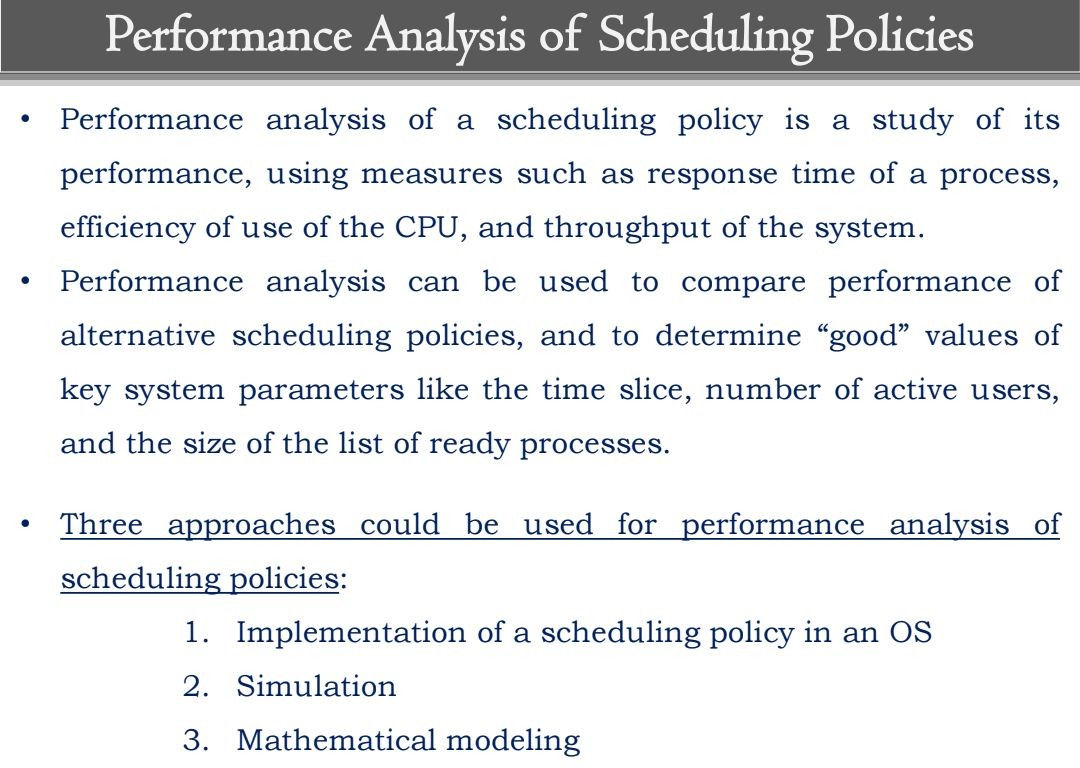 Performance Analysis of Scheduling Policies
• Performance analysis of a scheduling policy is a study of its
performance, using measures such as response time of a process,
efficiency of use of the CPU, and throughput of the system.
• Performance analysis can be used to compare performance of
alternative scheduling policies, and to determine “good” values of
key system parameters like the time slice, number of active users,
and the size of the list of ready processes.
• Three approaches could be used for performance analysis of
scheduling policies:
1. Implementation of a scheduling policy in an OS
2. Simulation
3. Mathematical modeling